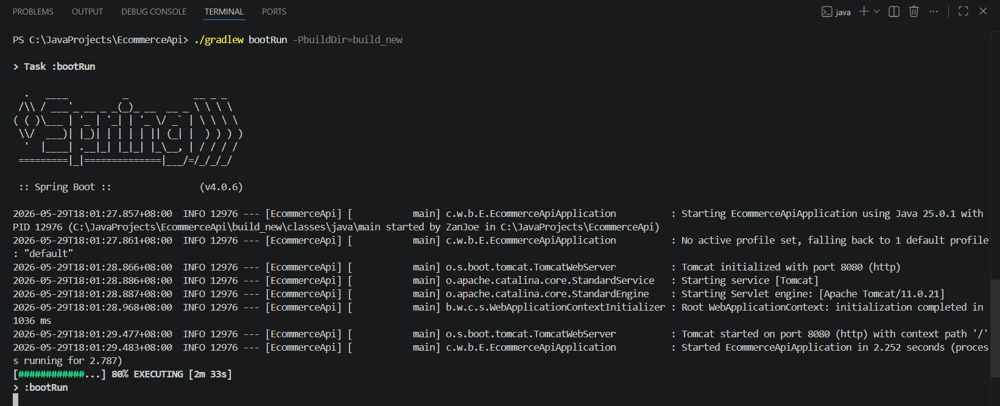 PROBLEMS OUTPUT DEBUG CONSOLE TERMINAL PORTS java
PS C:\JavaProjects\EcommerceApi> ./gradlew bootRun -PbuildDir=build_new
> Task :bootRun
  .   ____          _            __ _ _
 /\\ / ___'_ __ _ _(_)_ __  __ _ \ \ \ \
( ( )\___ | '_ | '_| | '_ \/ _` | \ \ \ \
 \\/  ___)| |_)| | | | | || (_| |  ) ) ) )
  '  |____| .__|_| |_|_| |_\__, | / / / /
 =========|_|==============|___/=/_/_/_/
 :: Spring Boot ::                (v4.0.6)
2026-05-29T18:01:27.857+08:00  INFO 12976 --- [EcommerceApi] [           main] c.w.b.E.EcommerceApiApplication          : Starting EcommerceApiApplication using Java 25.0.1 with
PID 12976 (C:\JavaProjects\EcommerceApi\build_new\classes\java\main started by ZanJoe in C:\JavaProjects\EcommerceApi)
2026-05-29T18:01:27.861+08:00  INFO 12976 --- [EcommerceApi] [           main] c.w.b.E.EcommerceApiApplication          : No active profile set, falling back to 1 default profile
: "default"
2026-05-29T18:01:28.866+08:00  INFO 12976 --- [EcommerceApi] [           main] o.s.boot.tomcat.TomcatWebServer          : Tomcat initialized with port 8080 (http)
2026-05-29T18:01:28.886+08:00  INFO 12976 --- [EcommerceApi] [           main] o.apache.catalina.core.StandardService   : Starting service [Tomcat]
2026-05-29T18:01:28.887+08:00  INFO 12976 --- [EcommerceApi] [           main] o.apache.catalina.core.StandardEngine    : Starting Servlet engine: [Apache Tomcat/11.0.21]
2026-05-29T18:01:28.968+08:00  INFO 12976 --- [EcommerceApi] [           main] b.w.c.s.WebApplicationContextInitializer : Root WebApplicationContext: initialization completed in
1036 ms
2026-05-29T18:01:29.477+08:00  INFO 12976 --- [EcommerceApi] [           main] o.s.boot.tomcat.TomcatWebServer          : Tomcat started on port 8080 (http) with context path '/'
2026-05-29T18:01:29.483+08:00  INFO 12976 --- [EcommerceApi] [           main] c.w.b.E.EcommerceApiApplication          : Started EcommerceApiApplication in 2.252 seconds (proces
s running for 2.787)
[############...] 80% EXECUTING [2m 33s]
> :bootRun